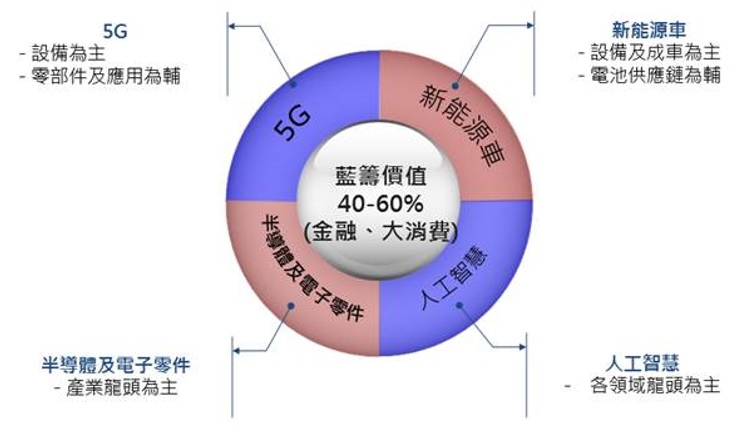 5G
- 設備為主
- 零部件及應用為輔
新能源車
- 設備及成車為主
- 電池供應鏈為輔
5G
新能源車
藍籌價值
40-60%
(金融、大消費)
半導體及電子零件
人工智慧
半導體及電子零件
- 產業龍頭為主
人工智慧
- 各領域龍頭為主